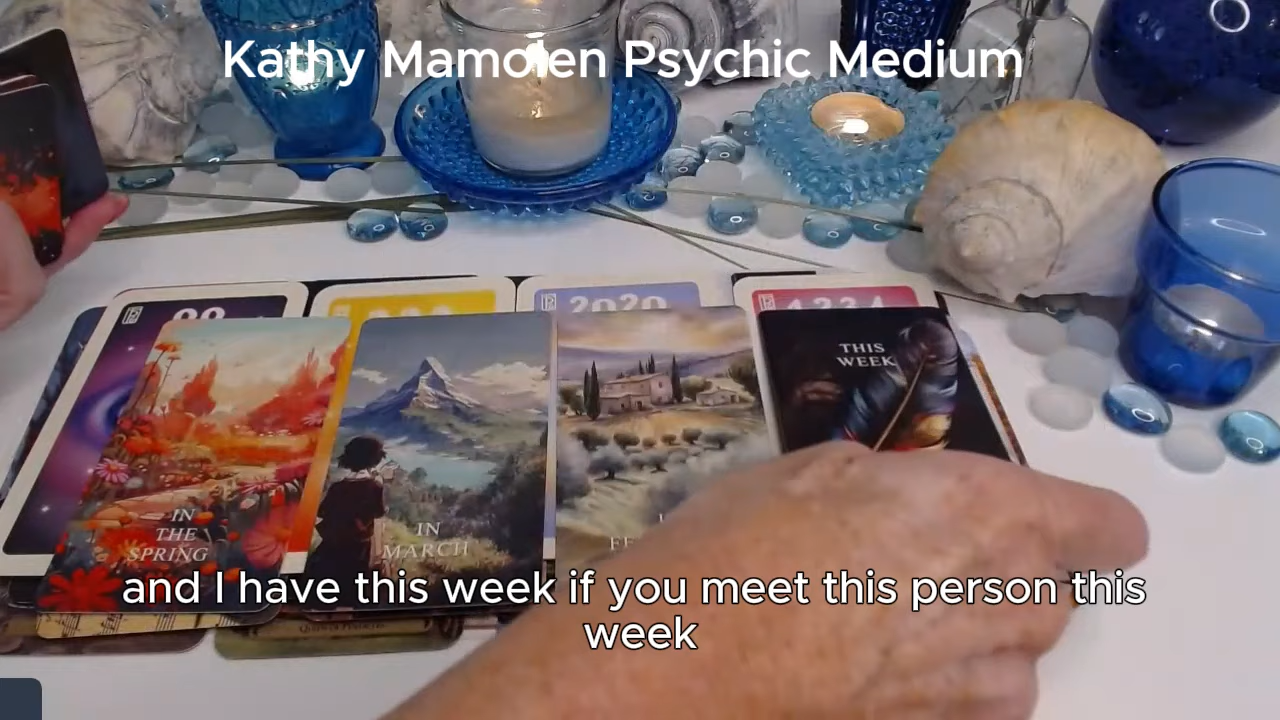 Kathy Mamolen Psychic Medium
2020
THIS
WEEK
IN
THE
SPRING
IN
MARCH
and I have this week if you meet this person this
week